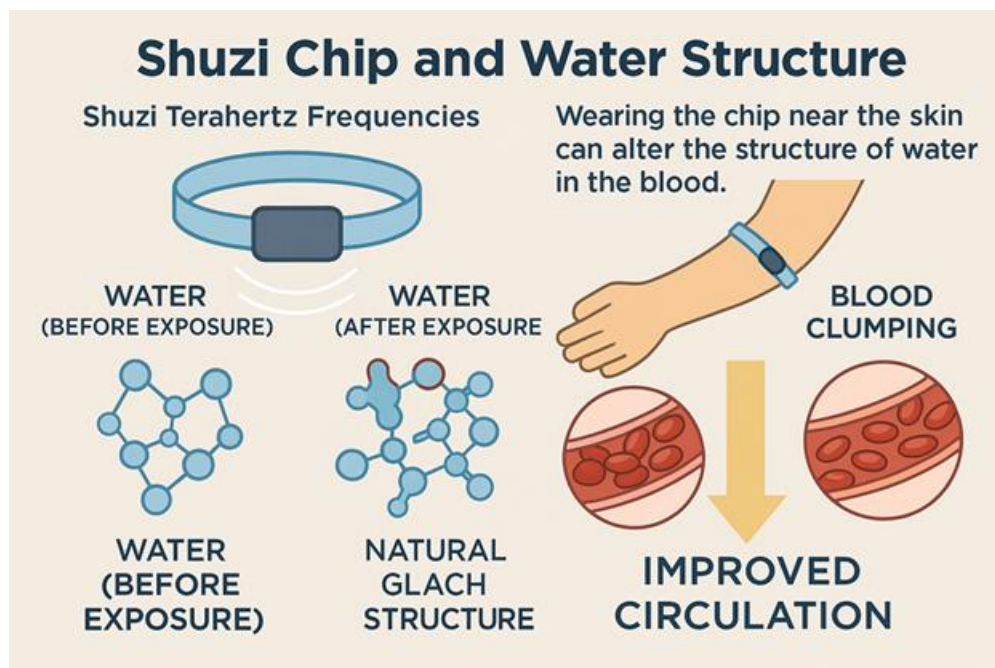 Shuzi Chip and Water Structure
Shuzi Terahertz Frequencies
Wearing the chip near the skin
can alter the structure of water
in the blood.
WATER
(BEFORE EXPOSURE)
WATER
(AFTER EXPOSURE
BLOOD
CLUMPING
WATER
(BEFORE
EXPOSURE)
NATURAL
GLACH
STRUCTURE
IMPROVED
CIRCULATION